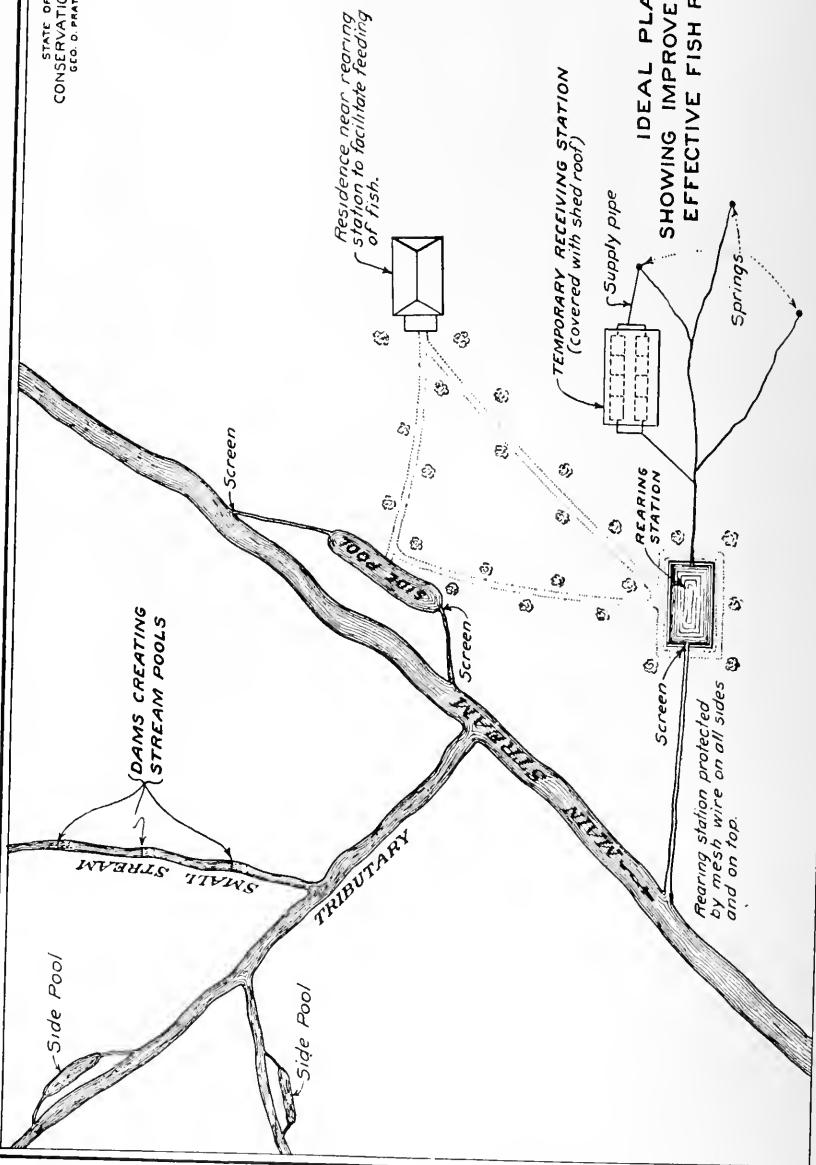 STATE OF
CONSERVATIO
GEO. D. PRAT
Residence near rearing
station to facilitate feeding
of fish.
TEMPORARY RECEIVING STATION
(covered with shed roof)
Supply pipe
IDEAL PLA
SHOWING IMPROVE
EFFECTIVE FISH
Springs
Screen
SIDE POOL
Screen
REARING
STATION
Screen
Rearing station protected
by mesh wire on all sides
and on top.
DAMS CREATING
STREAM POOLS
SMALL STREAM
TRIBUTARY
MAIN STREAM
Side Pool
Side Pool